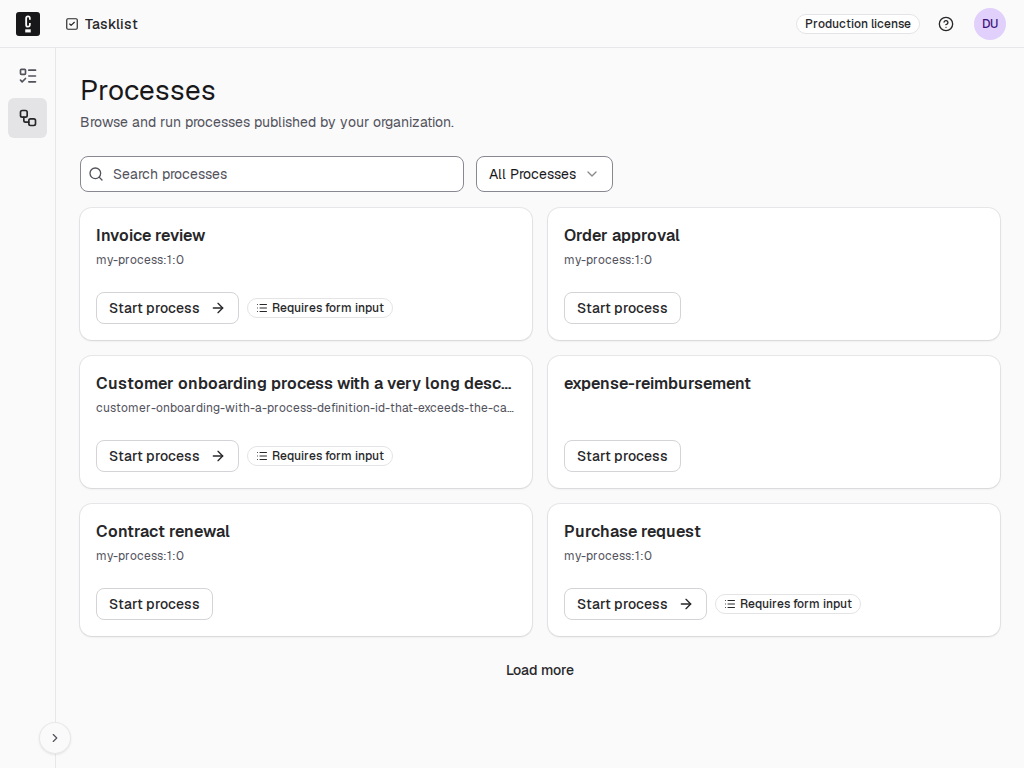 Tasklist
Production license
DU
Processes
Browse and run processes published by your organization.
Search processes
All Processes
Invoice review
my-process:1:0
Start process
Requires form input
Order approval
my-process:1:0
Start process
Customer onboarding process with a very long desc...
customer-onboarding-with-a-process-definition-id-that-exceeds-the-ca...
Start process
Requires form input
expense-reimbursement
Start process
Contract renewal
my-process:1:0
Start process
Purchase request
my-process:1:0
Start process
Requires form input
Load more